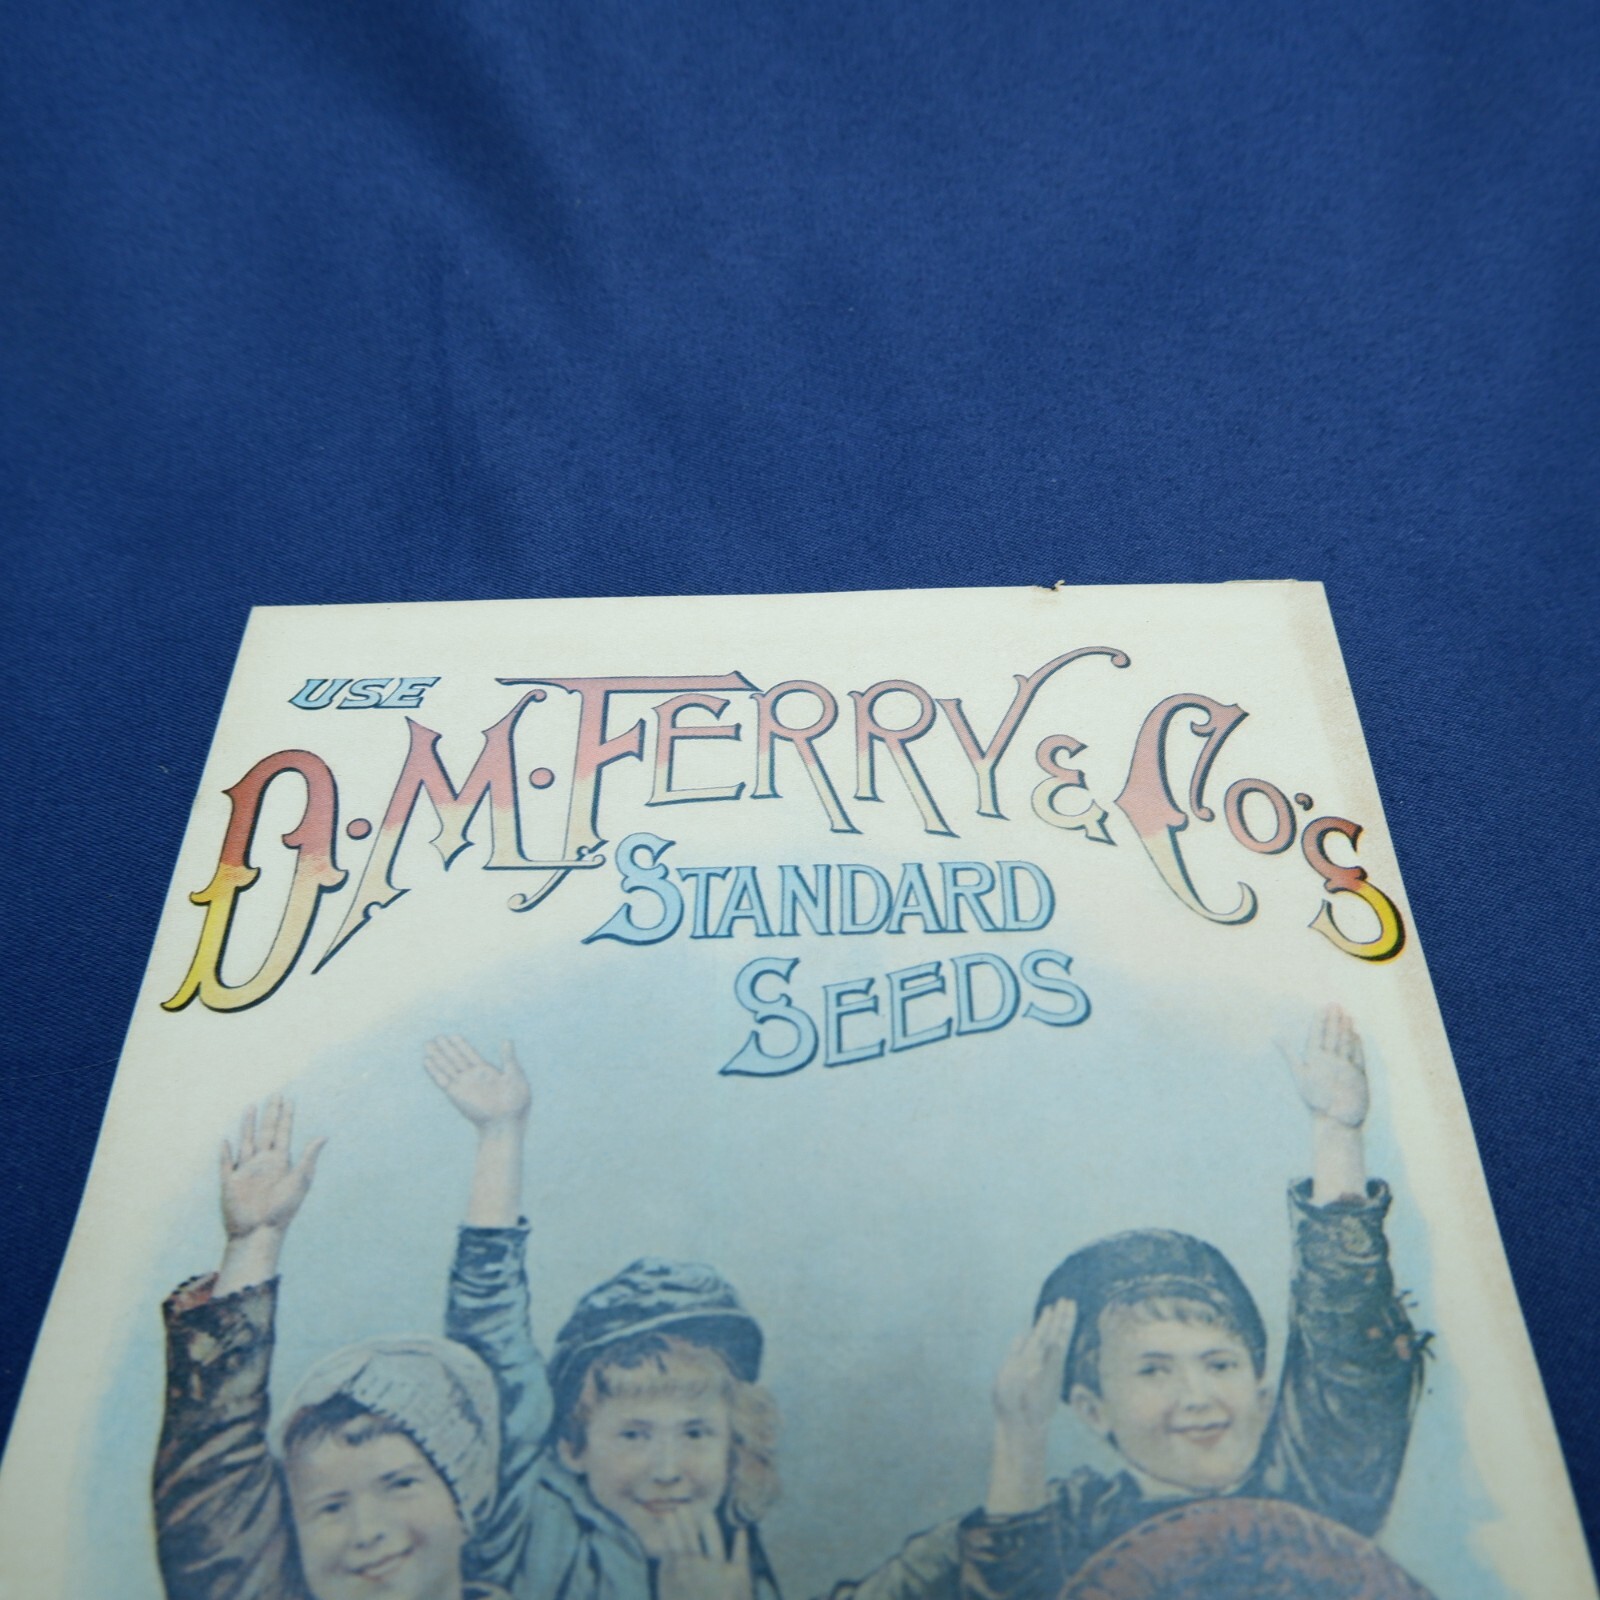 USE
D.M. FERRY & CO'S
STANDARD
SEEDS